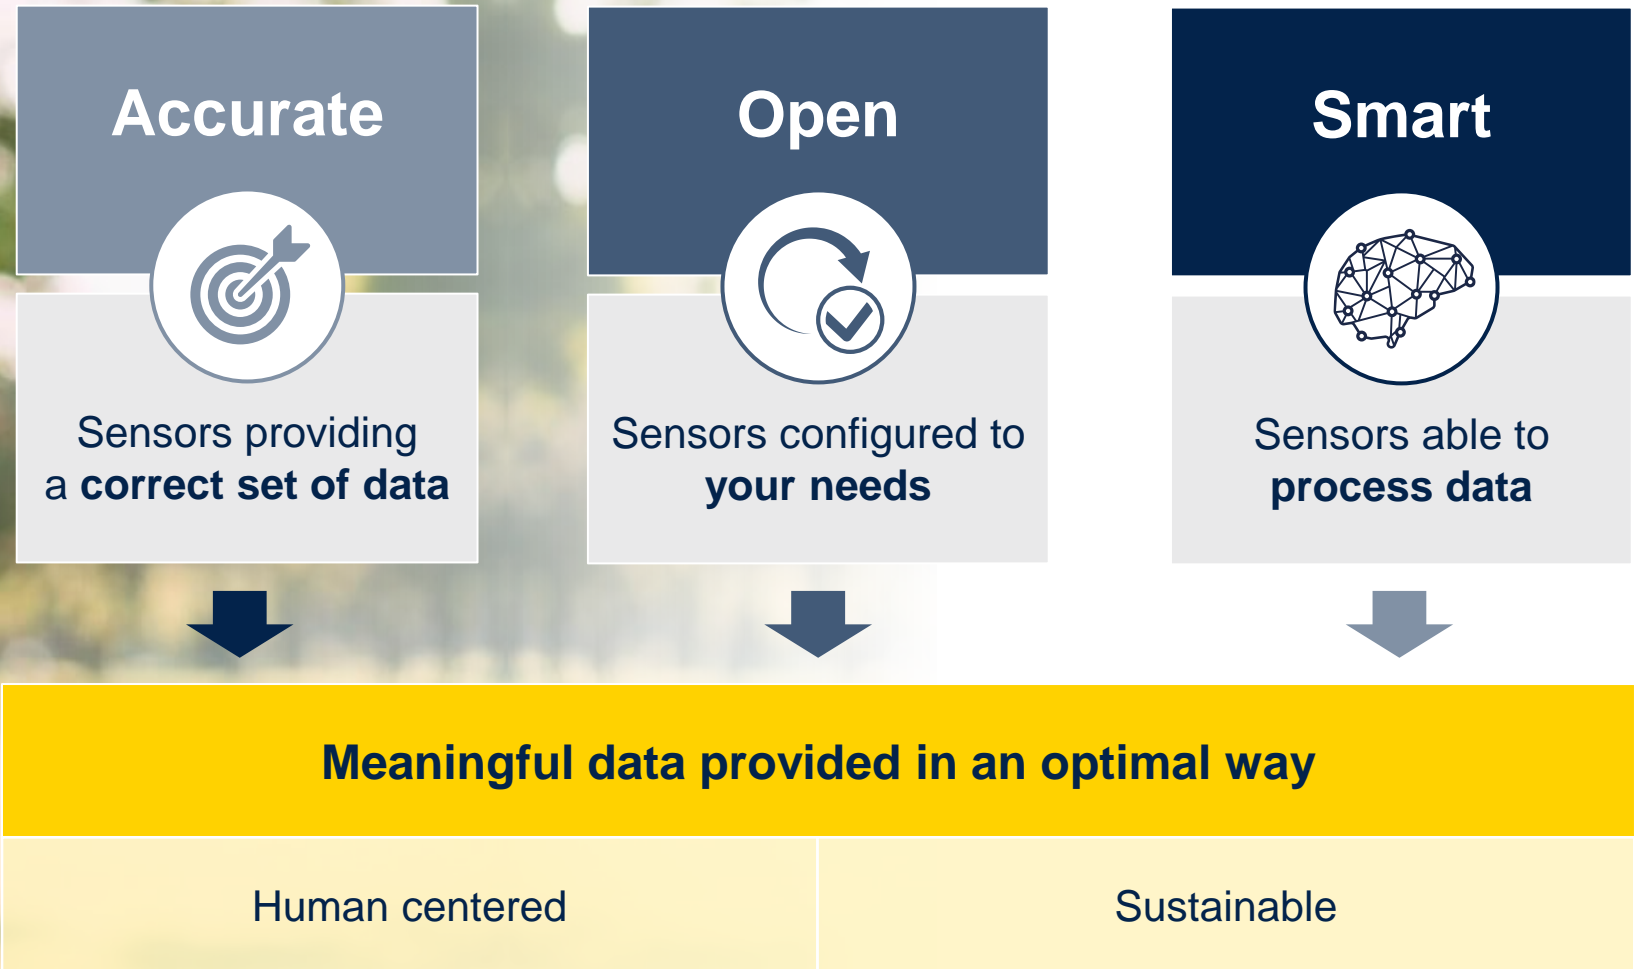 Accurate
Open
Smart
Sensors providing
a correct set of data
Sensors configured to
your needs
Sensors able to
process data
Meaningful data provided in an optimal way
Human centered
Sustainable